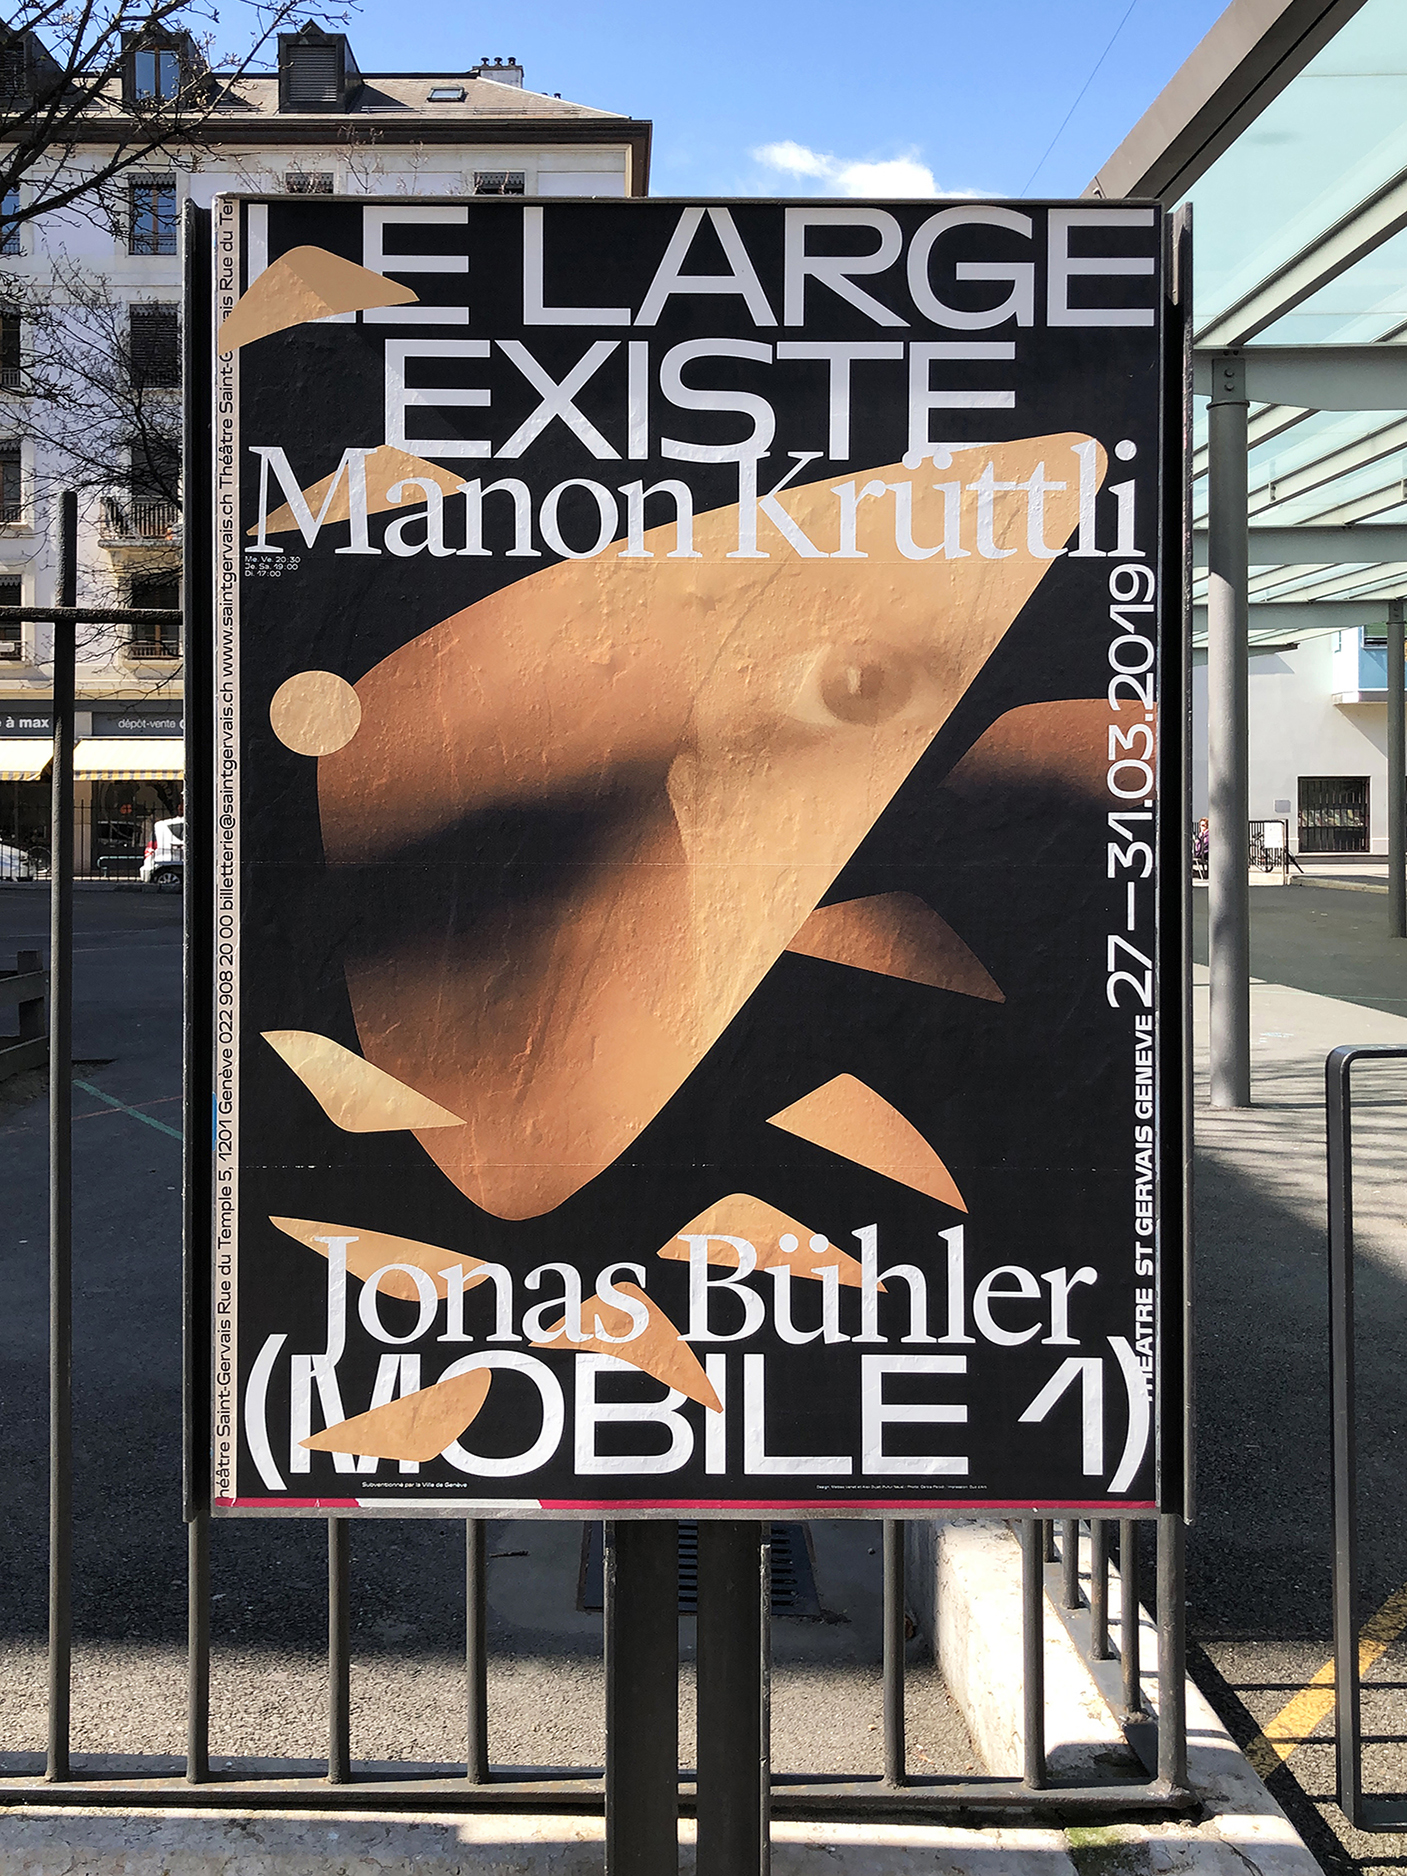 LE LARGE
EXISTE
Manon Krüttli
Me. Ve. 20:30
Je. Sa. 19:00
Di. 17:00
27–31.03.2019
THEATRE ST GERVAIS GENEVE
Jonas Bühler
(MOBILE 1)
Subventionné par la Ville de Genève
héâtre Saint-Gervais Rue du Temple 5, 1201 Genève 022 908 20 00 billetterie@saintgervais.ch www.saintgervais.ch Théâtre Saint-G ais Rue du Ter
e à max
dépôt-vente